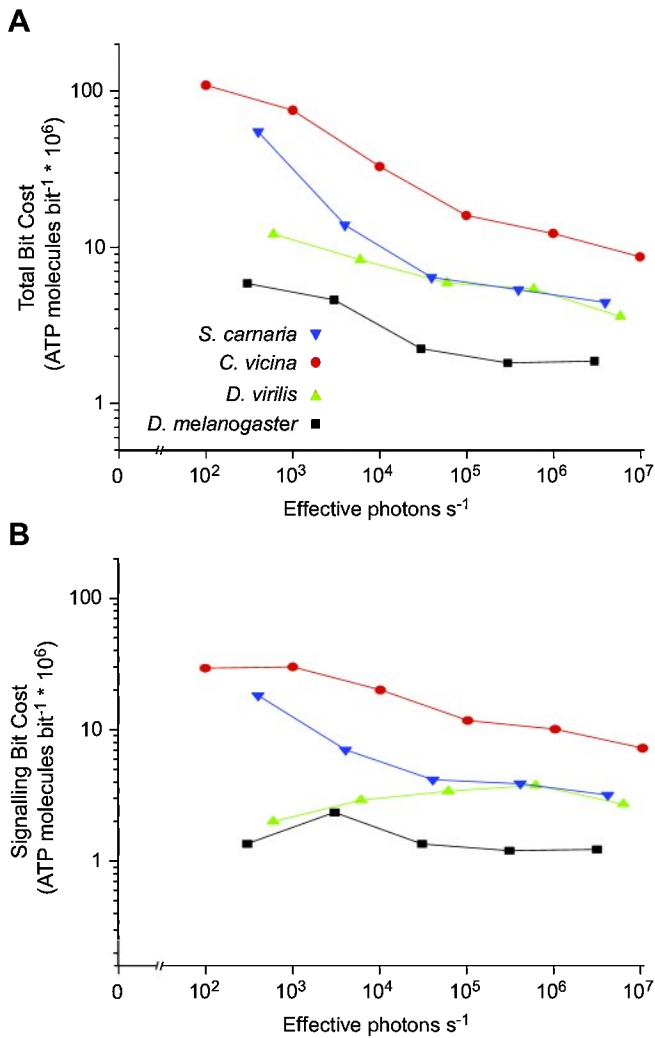 A
Total Bit Cost
(ATP molecules bit⁻¹ * 10⁶)
100
10
1
S. carnaria
C. vicina
D. virilis
D. melanogaster
0 10² 10³ 10⁴ 10⁵ 10⁶ 10⁷
Effective photons s⁻¹
B
Signalling Bit Cost
(ATP molecules bit⁻¹ * 10⁶)
100
10
1
0 10² 10³ 10⁴ 10⁵ 10⁶ 10⁷
Effective photons s⁻¹